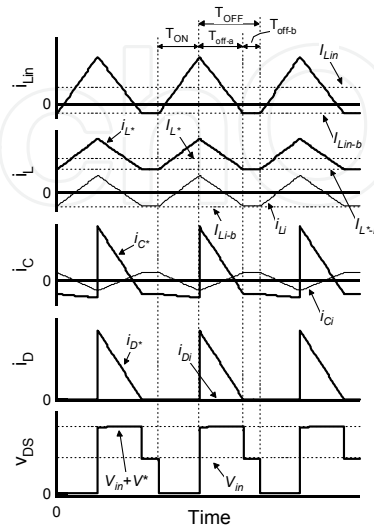 T_OFF
T_ON T_off-a T_off-b
i_Lin
I_Lin
0
I_Lin-b
i_L
i_L* I_L*
0
I_Li-b i_Li I_L*-
i_C
i_C*
0
i_Ci
i_D
i_D* i_Di
0
v_DS
V_in+V* V_in
0
0 Time